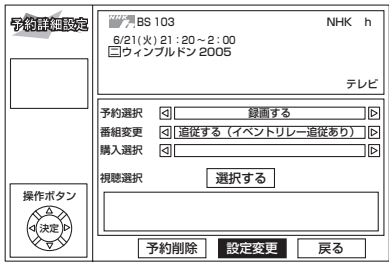 予約詳細設定
NHK BS 103 NHK h
6/21(火) 21：20～2：00
㊁ウィンブルドン 2005
テレビ
予約選択 録画する
番組変更 追従する（イベントリレー追従あり）
購入選択
視聴選択 選択する
操作ボタン
決定
予約削除 設定変更 戻る